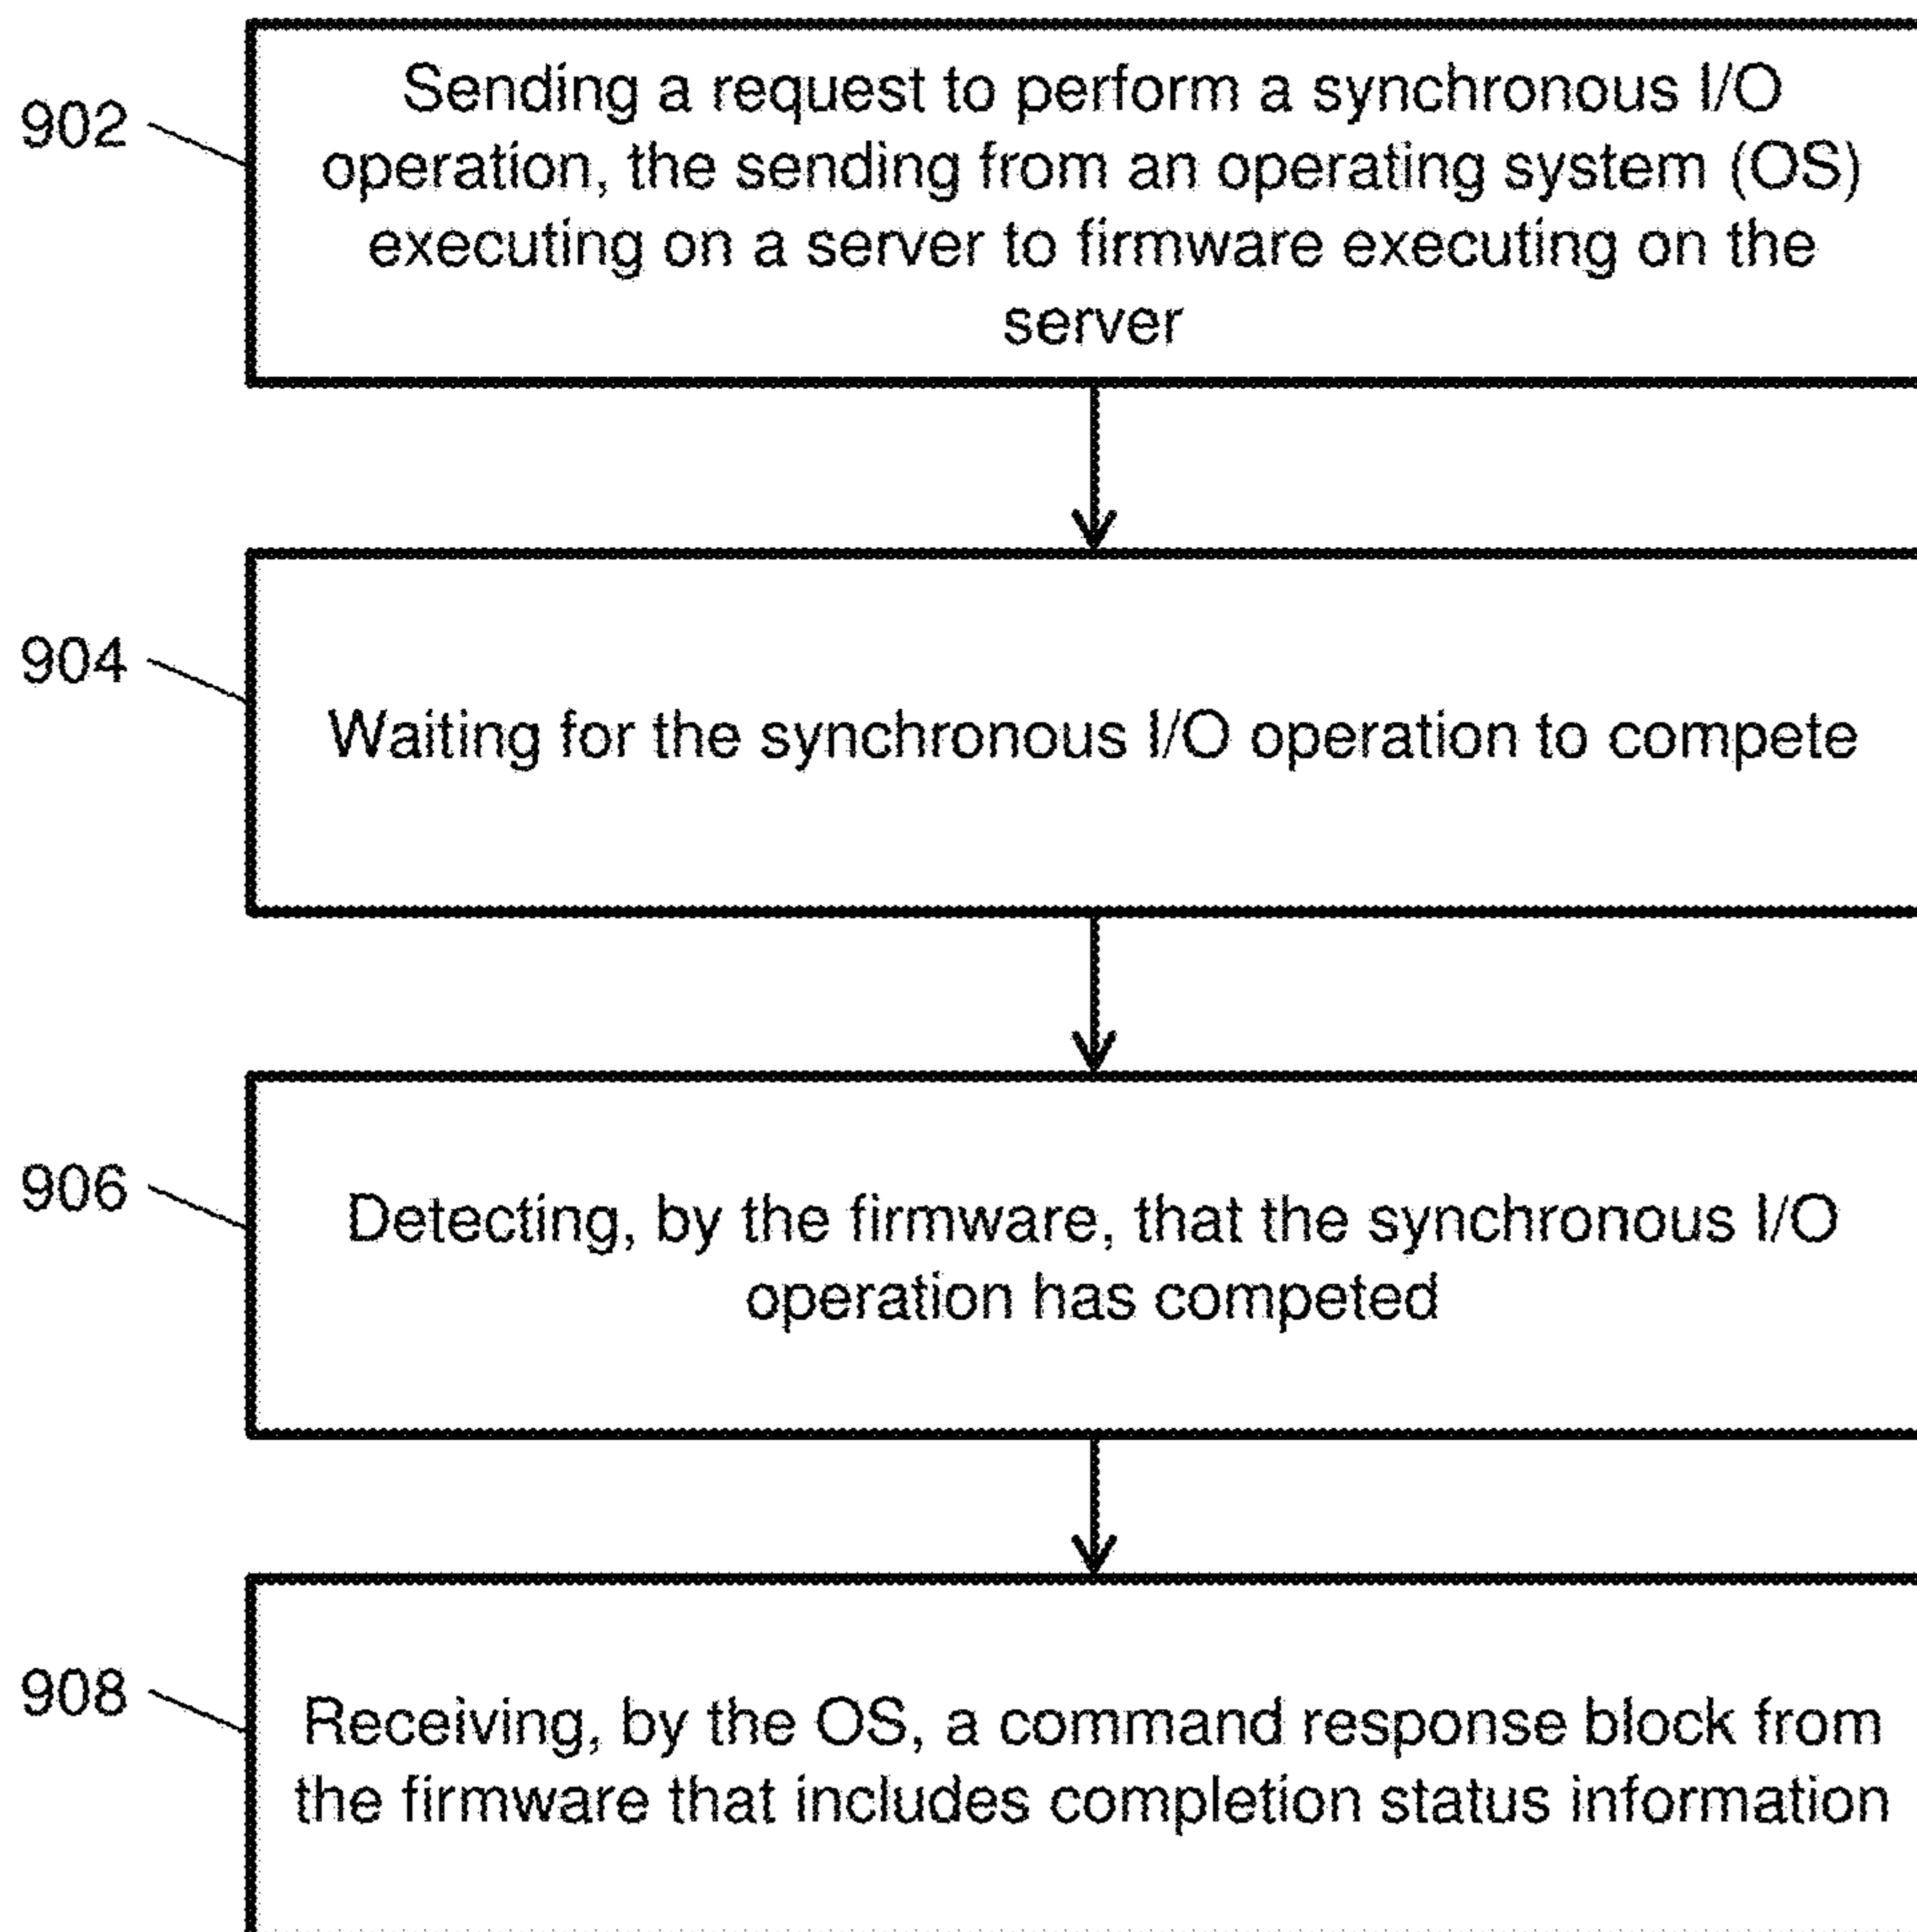 902
Sending a request to perform a synchronous I/O
operation, the sending from an operating system (OS)
executing on a server to firmware executing on the
server
904
Waiting for the synchronous I/O operation to compete
906
Detecting, by the firmware, that the synchronous I/O
operation has competed
908
Receiving, by the OS, a command response block from
the firmware that includes completion status information